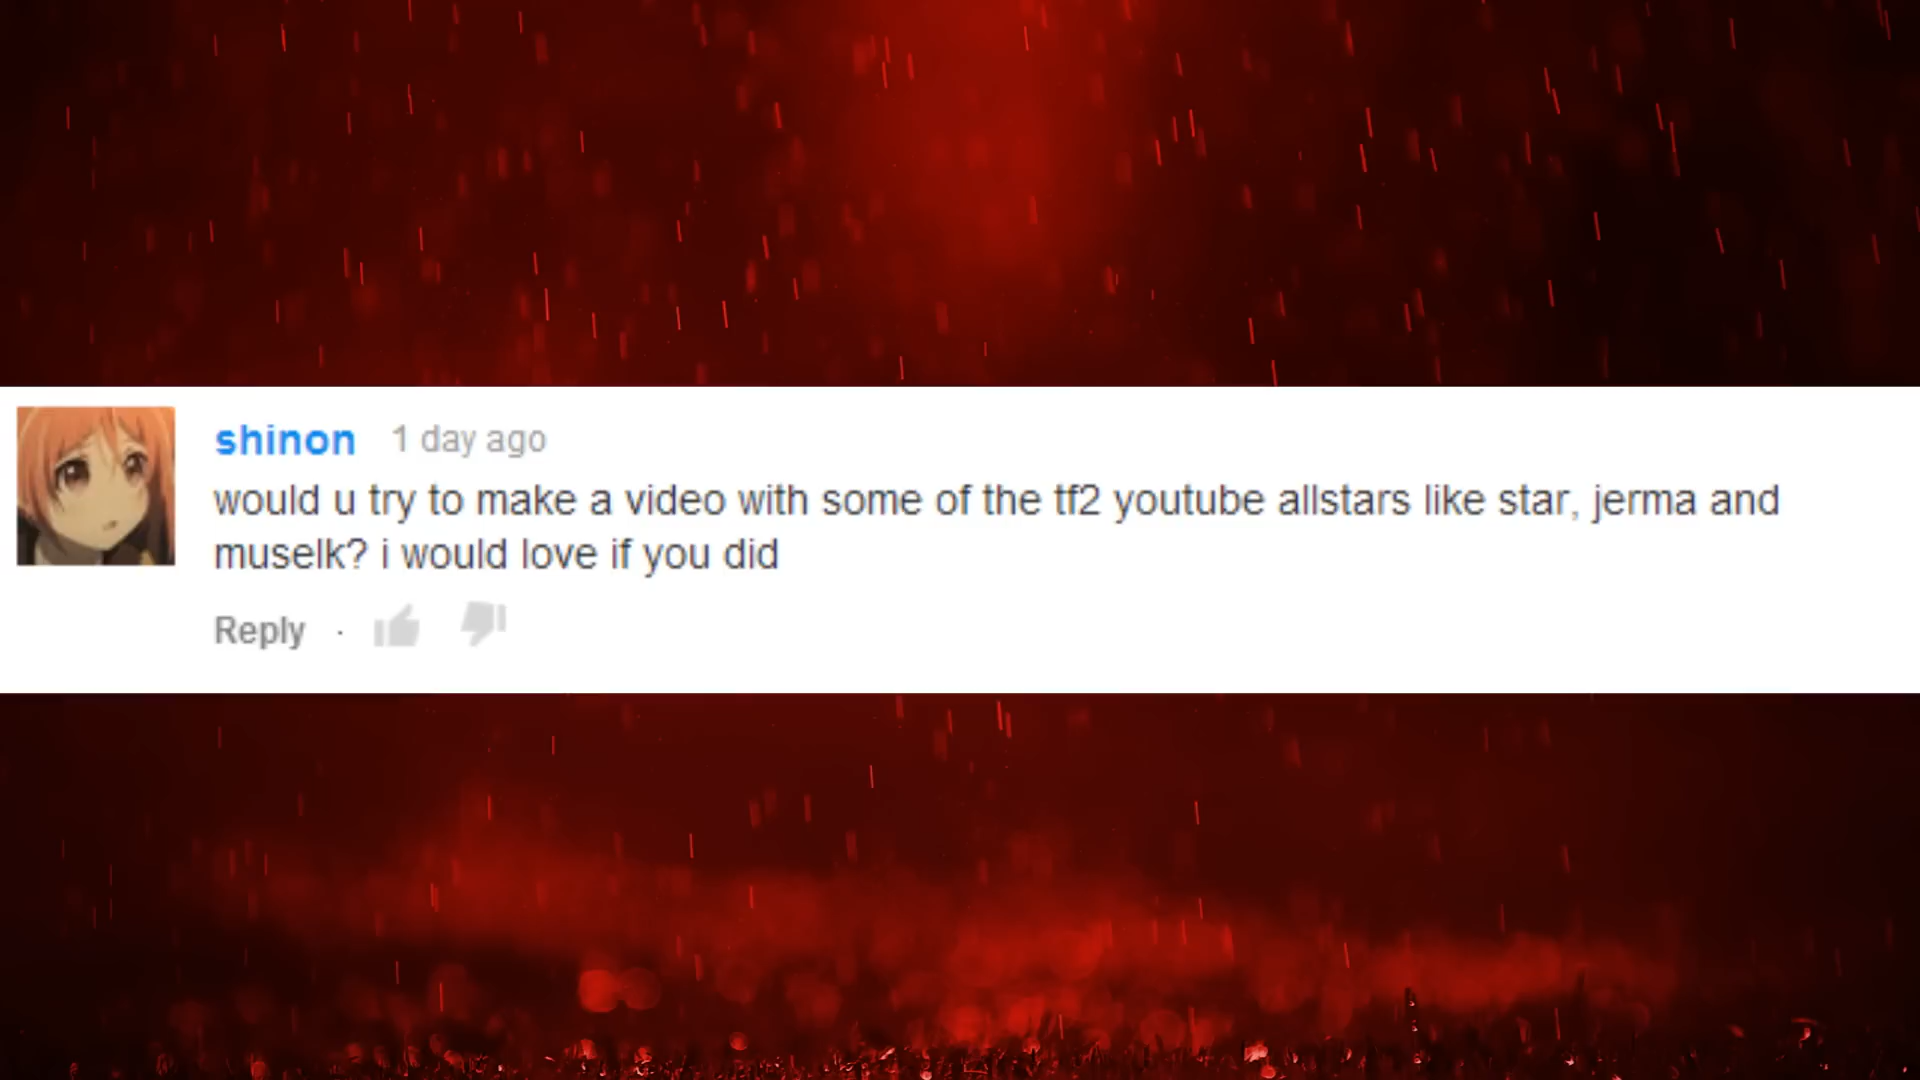 shinon 1 day ago
would u try to make a video with some of the tf2 youtube allstars like star, jerma and
muselk? i would love if you did
Reply ·